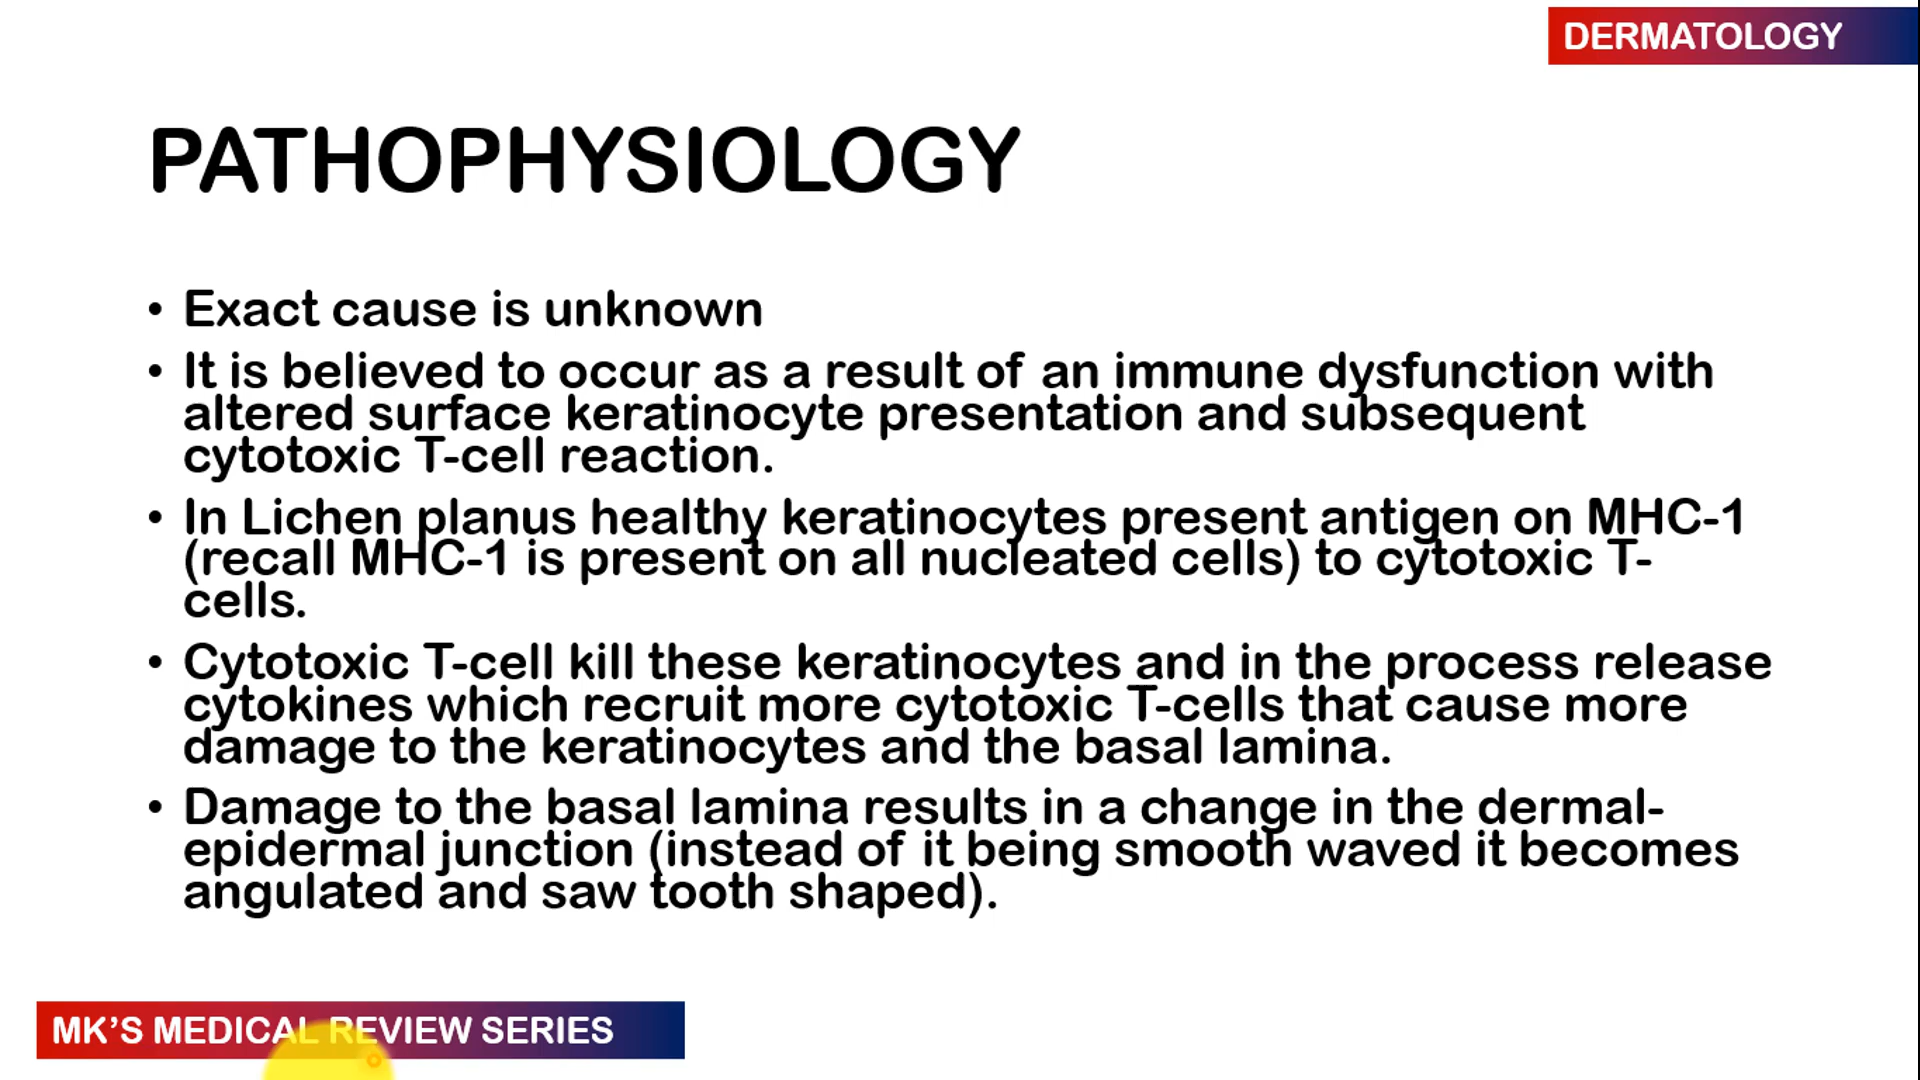 DERMATOLOGY
PATHOPHYSIOLOGY
• Exact cause is unknown
• It is believed to occur as a result of an immune dysfunction with
altered surface keratinocyte presentation and subsequent
cytotoxic T-cell reaction.
• In Lichen planus healthy keratinocytes present antigen on MHC-1
(recall MHC-1 is present on all nucleated cells) to cytotoxic T-
cells.
• Cytotoxic T-cell kill these keratinocytes and in the process release
cytokines which recruit more cytotoxic T-cells that cause more
damage to the keratinocytes and the basal lamina.
• Damage to the basal lamina results in a change in the dermal-
epidermal junction (instead of it being smooth waved it becomes
angulated and saw tooth shaped).
MK'S MEDICAL REVIEW SERIES